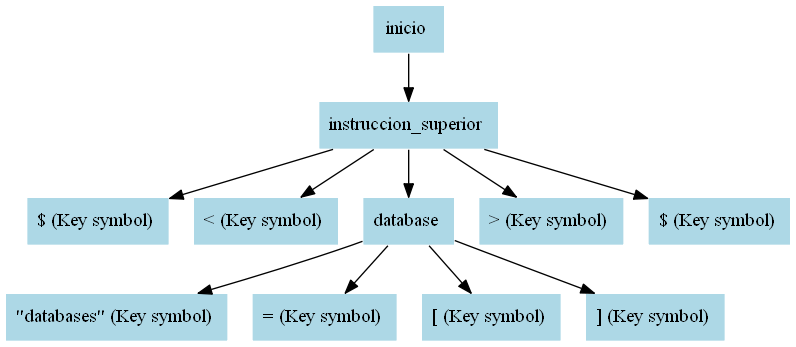 inicio
instruccion_superior
$ (Key symbol)
< (Key symbol)
database
> (Key symbol)
$ (Key symbol)
"databases" (Key symbol)
= (Key symbol)
[ (Key symbol)
] (Key symbol)